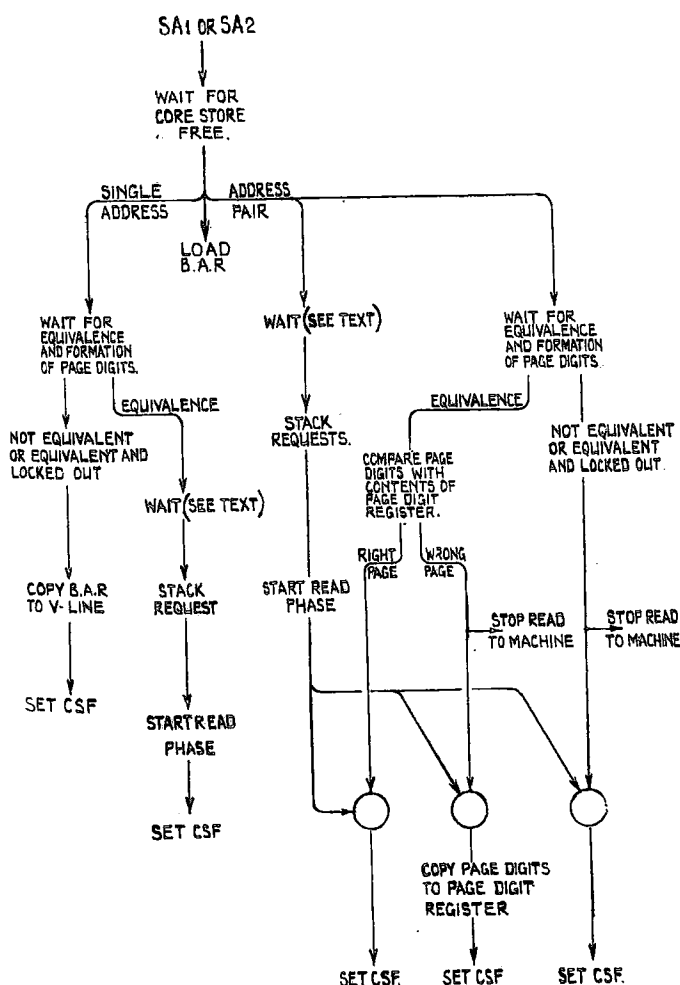 SA1 OR SA2
WAIT FOR
CORE STORE
FREE.
SINGLE
ADDRESS
ADDRESS
PAIR
LOAD
B.A.R
WAIT FOR
EQUIVALENCE
AND FORMATION
OF PAGE DIGITS.
WAIT (SEE TEXT)
WAIT FOR
EQUIVALENCE
AND FORMATION
OF PAGE DIGITS.
EQUIVALENCE
NOT EQUIVALENT
OR EQUIVALENT AND
LOCKED OUT
STACK
REQUESTS.
EQUIVALENCE
COMPARE PAGE
DIGITS WITH
CONTENTS OF
PAGE DIGIT
REGISTER.
NOT EQUIVALENT
OR EQUIVALENT
AND LOCKED OUT.
WAIT (SEE TEXT)
RIGHT
PAGE
WRONG
PAGE
COPY B.A.R
TO V-LINE
STACK
REQUEST
START READ
PHASE
STOP READ
TO MACHINE
STOP READ
TO MACHINE
SET CSF
START READ
PHASE
SET CSF
COPY PAGE DIGITS
TO PAGE DIGIT
REGISTER
SET CSF.
SET CSF
SET CSF.